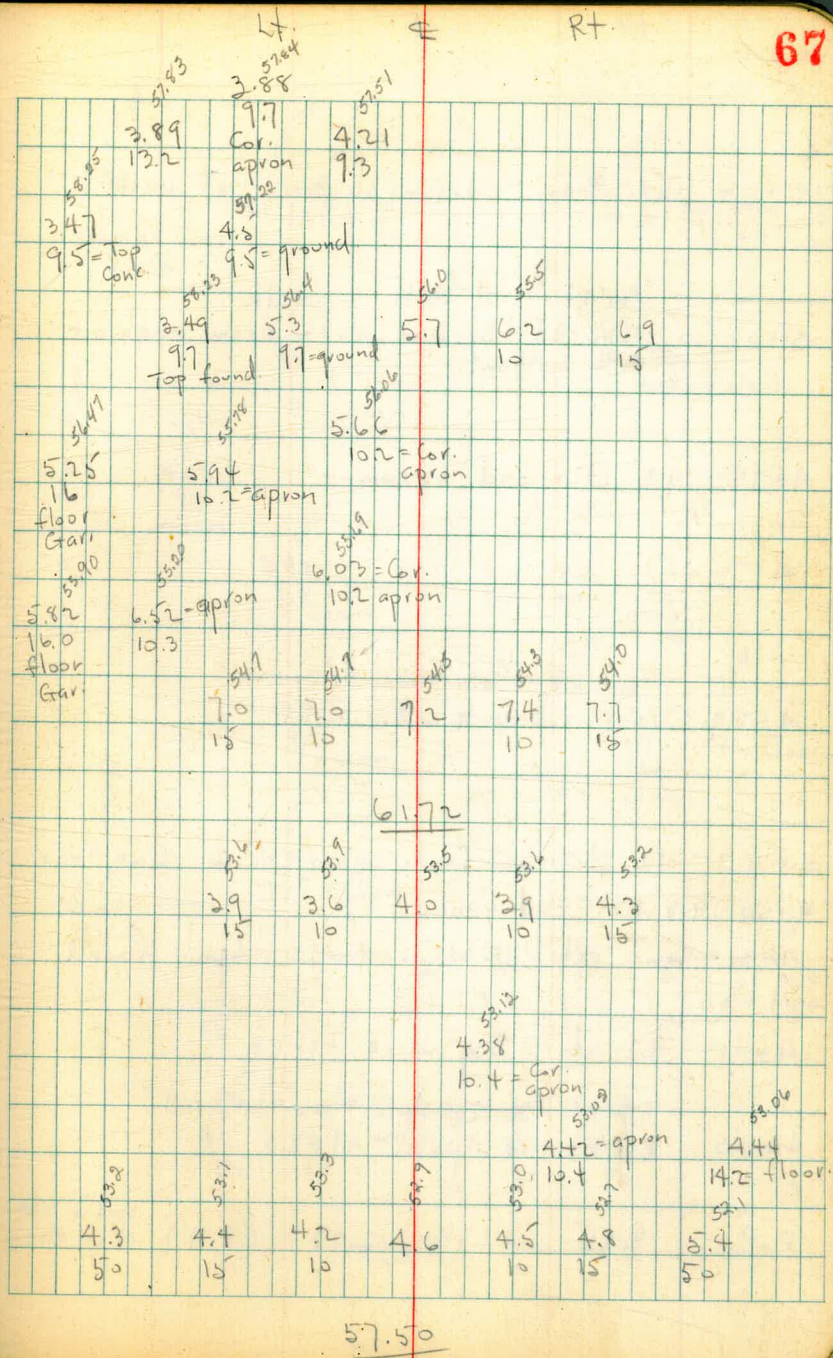 Lt. ₵ Rt.
67
57.83 57.84 57.51
3.89 3.88 4.21
13.2 9.7 9.3
Cor.
apron
58.25 57.22
3.47 4.5
9.5 = Top 9.5 = ground
Conc.
58.23 56.4 56.0 55.5
3.49 5.3 5.7 6.2 6.9
9.7 9.7 = ground 10 15
Top found.
56.47 55.78 56.06
5.25 5.94 5.66
16 10.2 = apron 10.2 = Cor.
floor apron
Gar.
55.90 55.20 55.69
5.82 6.52 = apron 6.03 = Cor.
16.0 10.3 10.2 apron
floor
Gar.
54.7 54.7 54.5 54.3 54.0
7.0 7.0 7.2 7.4 7.7
15 10 10 15
61.72
53.6 53.9 53.5 53.6 53.2
3.9 3.6 4.0 3.9 4.3
15 10 10 15
53.12
4.38
10.4 = Cor.
apron
53.08 53.06
4.42 = apron 4.44
10.4 14.2 = floor.
53.2 53.1 53.3 52.9 53.0 52.7 52.1
4.3 4.4 4.2 4.6 4.5 4.8 5.4
50 15 10 10 15 50
57.50